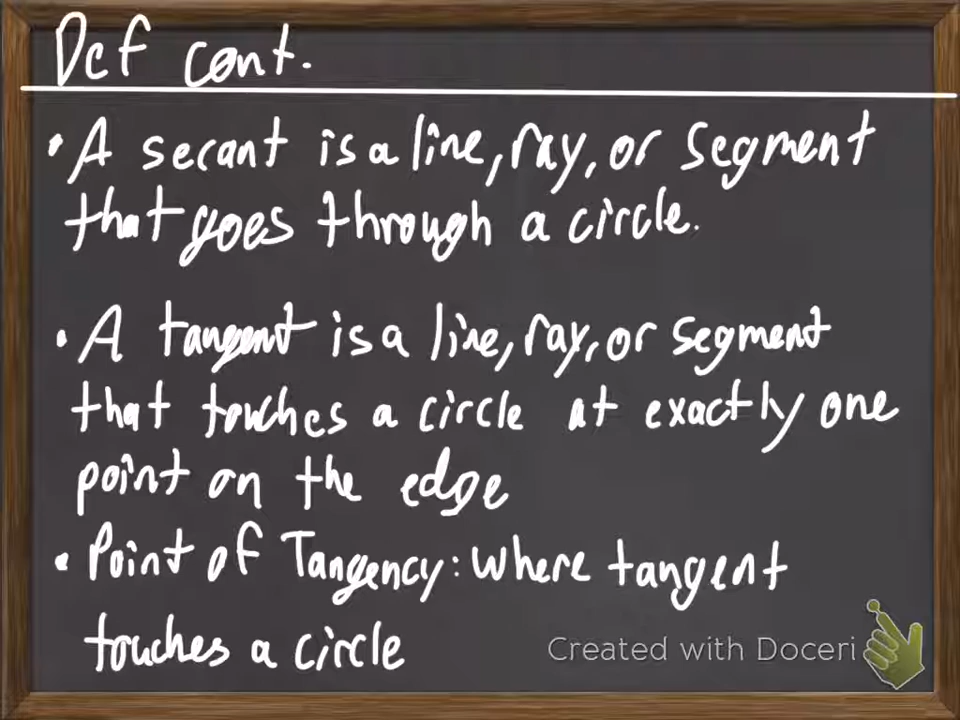 Def cont.
• A secant is a line, ray, or segment
that goes through a circle.
• A tangent is a line, ray, or segment
that touches a circle at exactly one
point on the edge
• Point of Tangency: where tangent
touches a circle
Created with Doceri